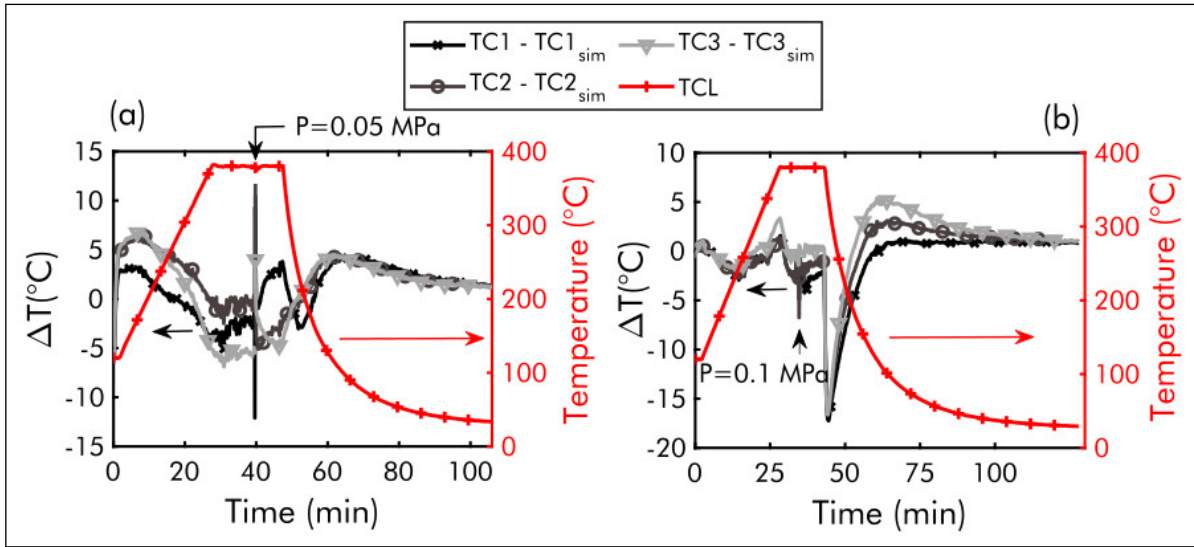 TC1 - TC1sim TC3 - TC3sim
TC2 - TC2sim TCL
(a)
P=0.05 MPa
15
10
5
0
-5
-10
-15
ΔT(°C)
400
300
200
100
0
Temperature (°C)
0 20 40 60 80 100
Time (min)
(b)
P=0.1 MPa
10
5
0
-5
-10
-15
-20
ΔT(°C)
400
300
200
100
0
Temperature (°C)
0 25 50 75 100
Time (min)